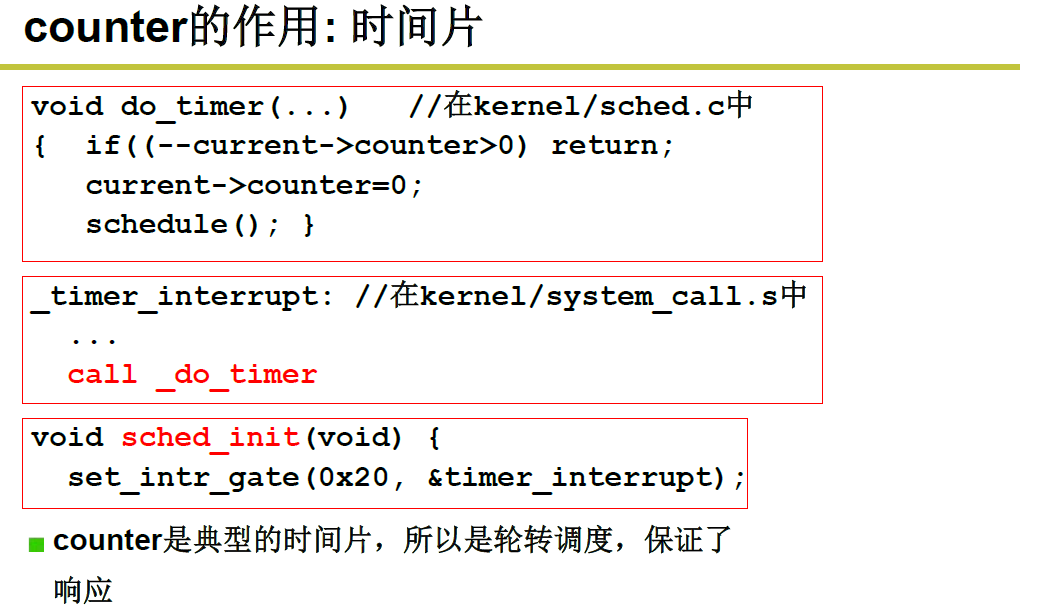 counter的作用: 时间片
void do_timer(...) //在kernel/sched.c中
{ if((--current->counter>0) return;
current->counter=0;
schedule(); }
_timer_interrupt: //在kernel/system_call.s中
...
call _do_timer
void sched_init(void) {
set_intr_gate(0x20, &timer_interrupt);
counter是典型的时间片，所以是轮转调度，保证了
响应